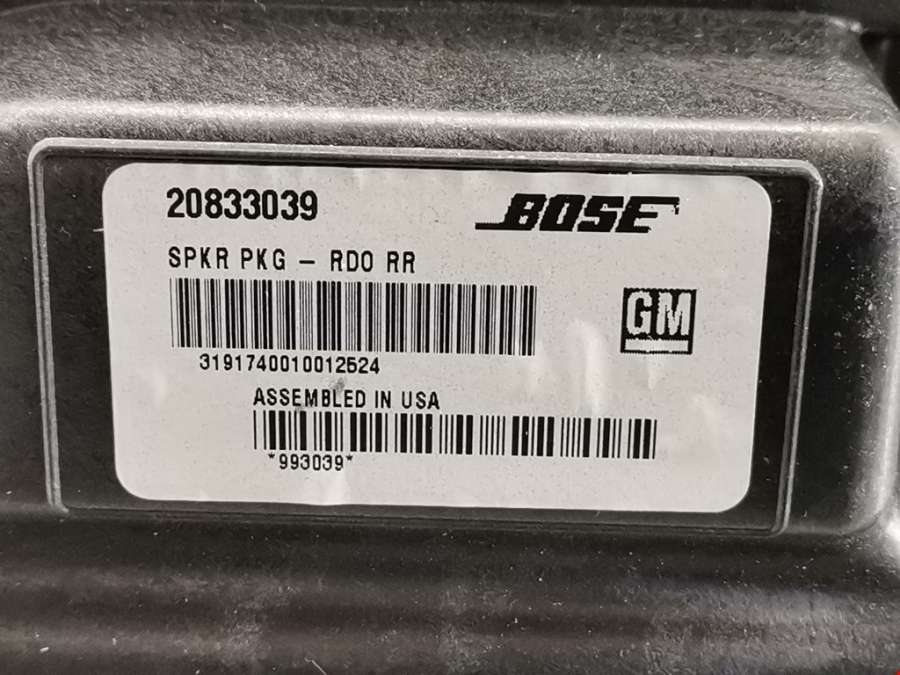 20833039
BOSE
SPKR PKG – RDO RR
GM
3191740010012524
ASSEMBLED IN USA
*993039*